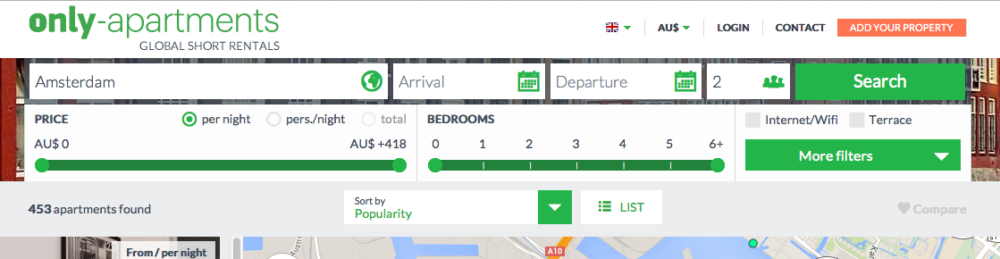 only-apartments
GLOBAL SHORT RENTALS
AU$ LOGIN CONTACT ADD YOUR PROPERTY
Amsterdam Arrival Departure 2 Search
PRICE per night pers./night total BEDROOMS Internet/Wifi Terrace
AU$ 0 AU$ +418 0 1 2 3 4 5 6+
More filters
453 apartments found Sort by LIST Compare
Popularity
From / per night
A10